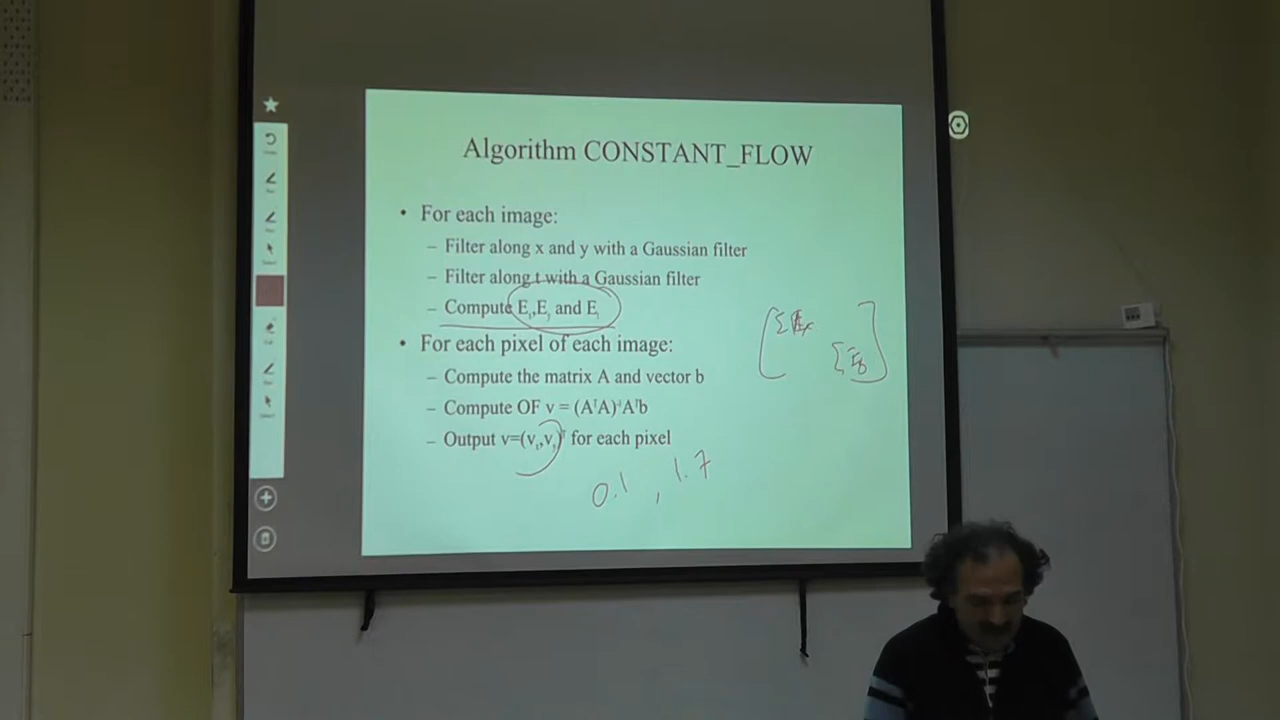 Algorithm CONSTANT_FLOW
• For each image:
– Filter along x and y with a Gaussian filter
– Filter along t with a Gaussian filter
– Compute Eₓ,Eᵧ and Eₜ
• For each pixel of each image:
– Compute the matrix A and vector b
– Compute OF v = (AᵀA)⁻¹Aᵀb
– Output v=(vₓ,vᵧ)ᵀ for each pixel
0.1 , 1.7